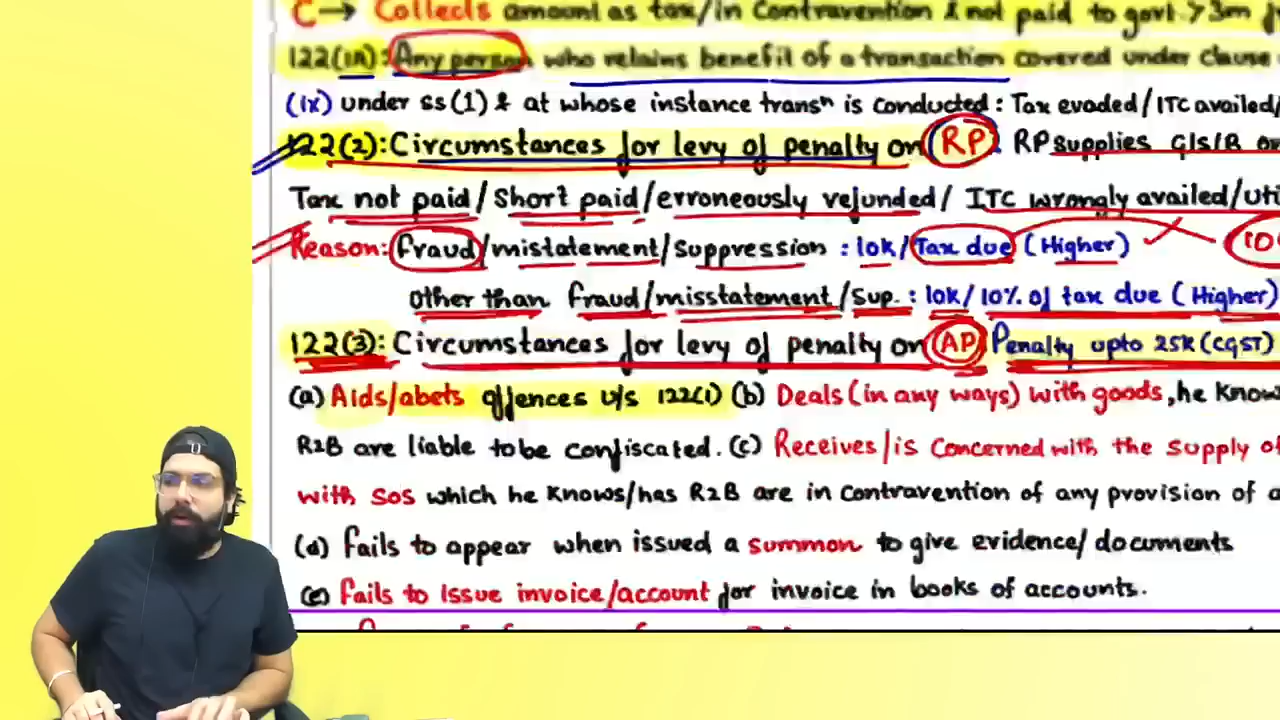 C → Collects amount as tax/in Contravention & not paid to govt >3m
122(1A): Any person who retains benefit of a transaction covered under clause
(ix) under ss(1) & at whose instance transⁿ is conducted: Tax evaded/ITC availed/
122(2): Circumstances for levy of penalty on RP: RP supplies G/S/B or
Tax not paid/short paid/erroneously refunded/ ITC wrongly availed/uti
Reason: fraud/mistatement/suppression : 10k/Tax due (Higher) 10
other than fraud/misstatement/sup. : 10k/10% of tax due (Higher)
122(3): Circumstances for levy of penalty on AP Penalty upto 25k (CGST)
(a) Aids/abets offences u/s 122(1) (b) Deals (in any ways) with goods, he know
R2B are liable to be confiscated. (c) Receives/is Concerned with the supply of
with sos which he knows/has R2B are in contravention of any provision of a
(d) fails to appear when issued a summon to give evidence/documents
(e) fails to issue invoice/account for invoice in books of accounts.